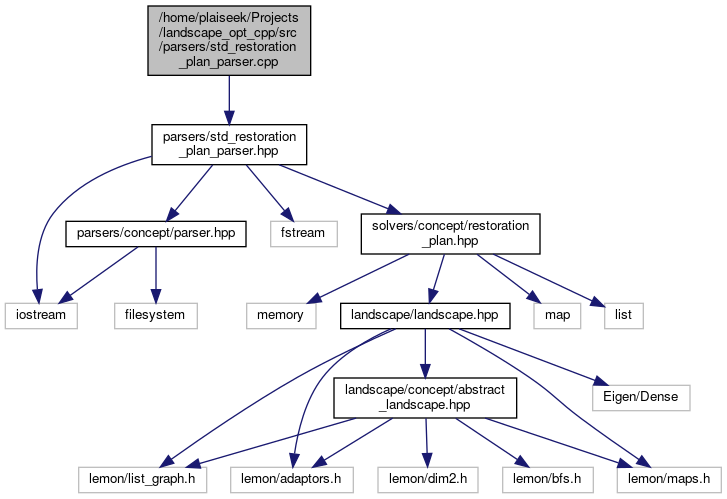 /home/plaiseek/Projects
/landscape_opt_cpp/src
/parsers/std_restoration
_plan_parser.cpp
parsers/std_restoration
_plan_parser.hpp
parsers/concept/parser.hpp
fstream
solvers/concept/restoration
_plan.hpp
iostream
filesystem
memory
landscape/landscape.hpp
map
list
landscape/concept/abstract
_landscape.hpp
Eigen/Dense
lemon/list_graph.h
lemon/adaptors.h
lemon/dim2.h
lemon/bfs.h
lemon/maps.h